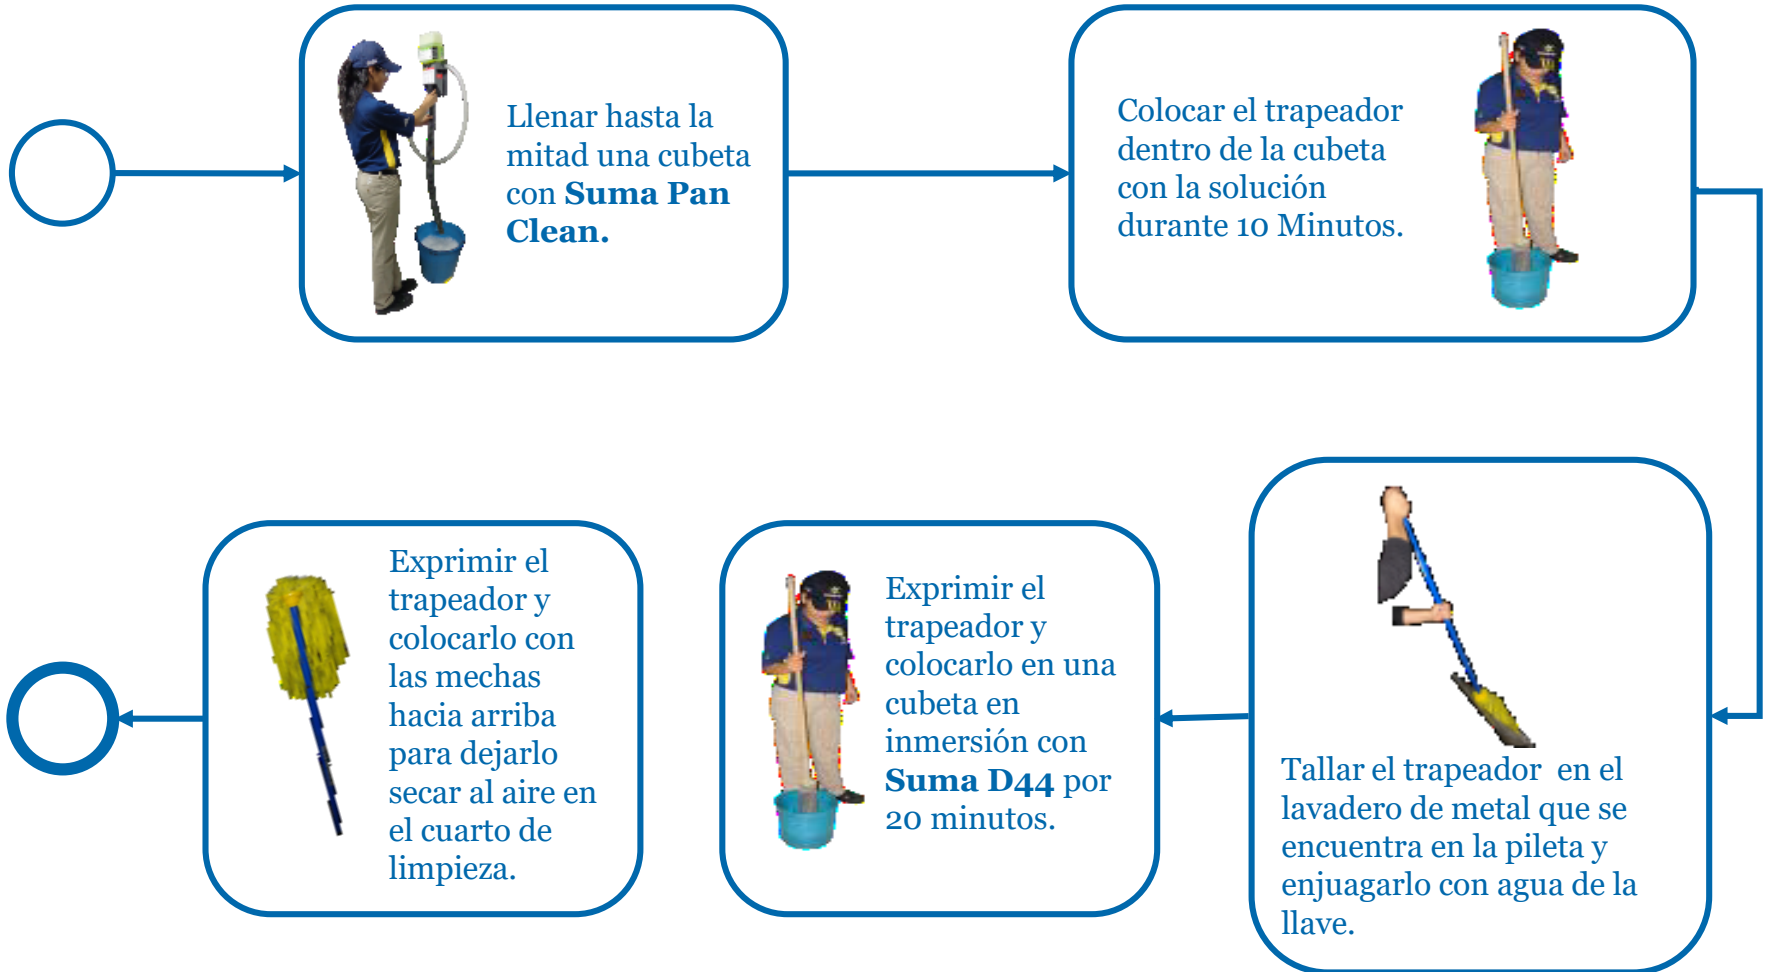 Llenar hasta la
mitad una cubeta
con Suma Pan
Clean.
Colocar el trapeador
dentro de la cubeta
con la solución
durante 10 Minutos.
Tallar el trapeador en el
lavadero de metal que se
encuentra en la pileta y
enjuagarlo con agua de la
llave.
Exprimir el
trapeador y
colocarlo en una
cubeta en
inmersión con
Suma D44 por
20 minutos.
Exprimir el
trapeador y
colocarlo con
las mechas
hacia arriba
para dejarlo
secar al aire en
el cuarto de
limpieza.